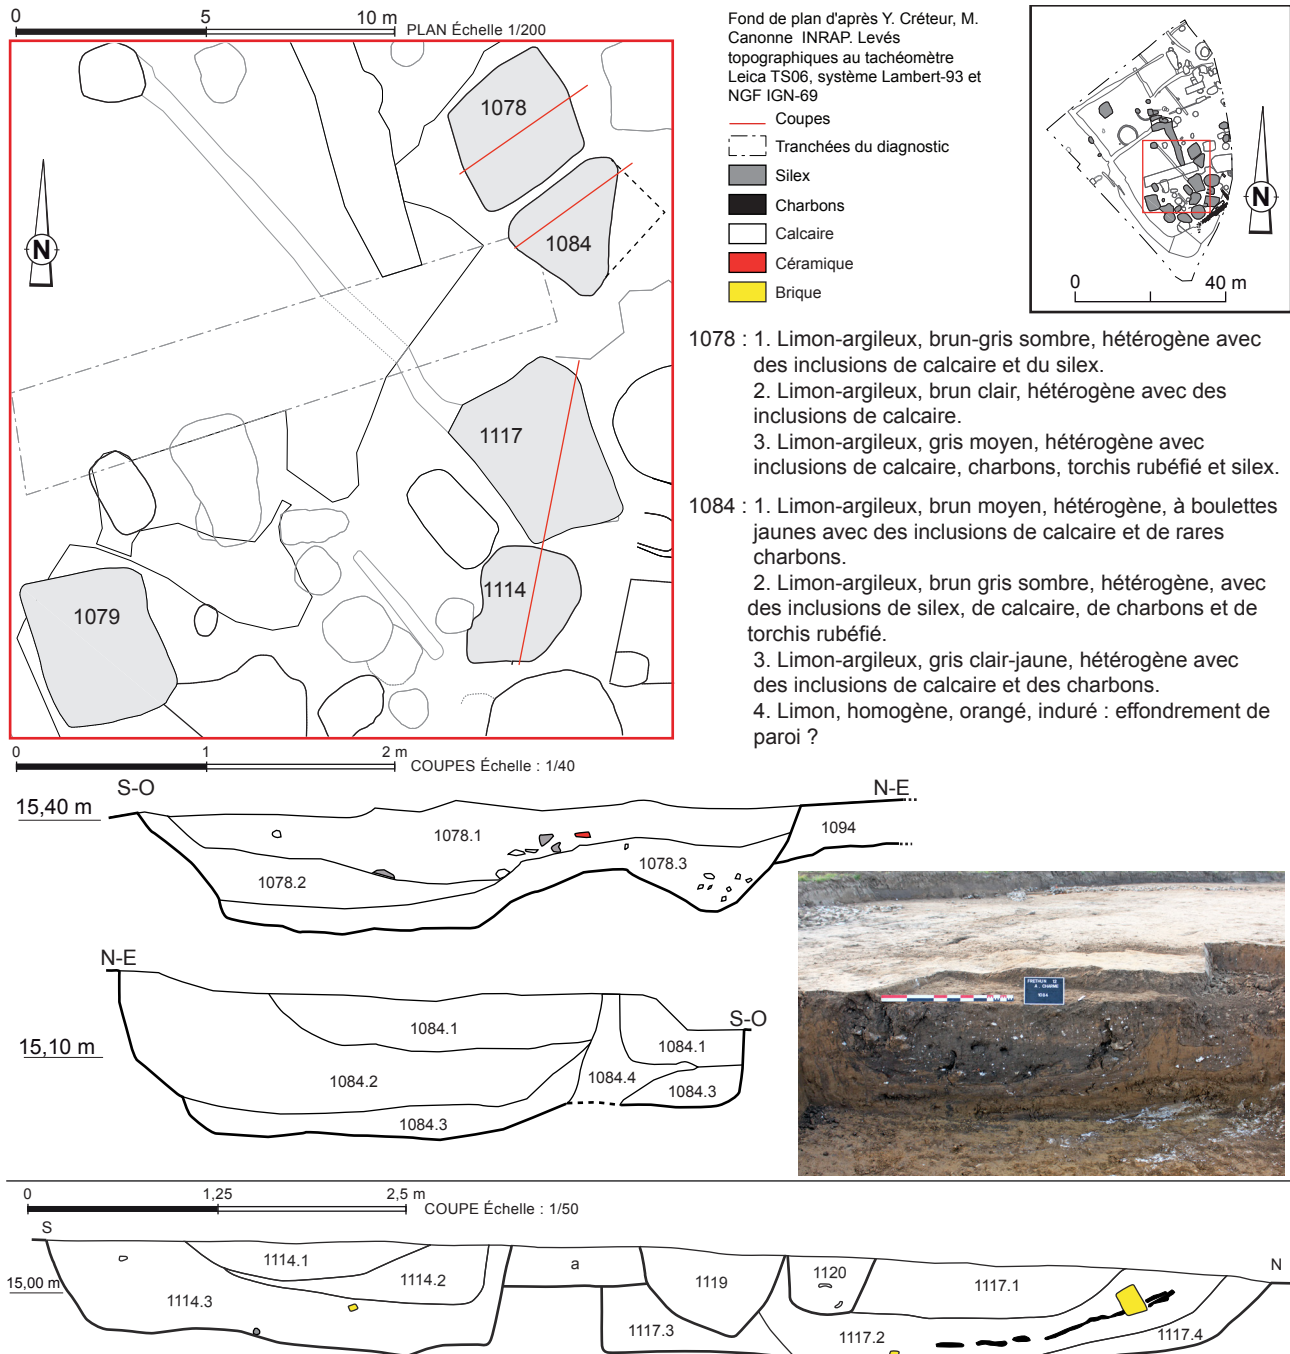 0 5 10 m
PLAN Échelle 1/200
1078
1084
1117
1114
1079
N
Fond de plan d'après Y. Créteur, M.
Canonne INRAP. Levés
topographiques au tachéomètre
Leica TS06, système Lambert-93 et
NGF IGN-69
Coupes
Tranchées du diagnostic
Silex
Charbons
Calcaire
Céramique
Brique
N
0 40 m
1078 : 1. Limon-argileux, brun-gris sombre, hétérogène avec
des inclusions de calcaire et du silex.
2. Limon-argileux, brun clair, hétérogène avec des
inclusions de calcaire.
3. Limon-argileux, gris moyen, hétérogène avec
inclusions de calcaire, charbons, torchis rubéfié et silex.
1084 : 1. Limon-argileux, brun moyen, hétérogène, à boulettes
jaunes avec des inclusions de calcaire et de rares
charbons.
2. Limon-argileux, brun gris sombre, hétérogène, avec
des inclusions de silex, de calcaire, de charbons et de
torchis rubéfié.
3. Limon-argileux, gris clair-jaune, hétérogène avec
des inclusions de calcaire et des charbons.
4. Limon, homogène, orangé, induré : effondrement de
paroi ?
0 1 2 m
COUPES Échelle : 1/40
S-O N-E
15,40 m
1078.1
1094
1078.3
1078.2
N-E
S-O
15,10 m
1084.1
1084.1
1084.2
1084.4
1084.3
1084.3
FRETHUN 12
A . CHARME
1084
0 1,25 2,5 m
COUPE Échelle : 1/50
S
N
15,00 m
1114.1
1114.2
1114.3
a
1119
1120
1117.1
1117.3
1117.2
1117.4